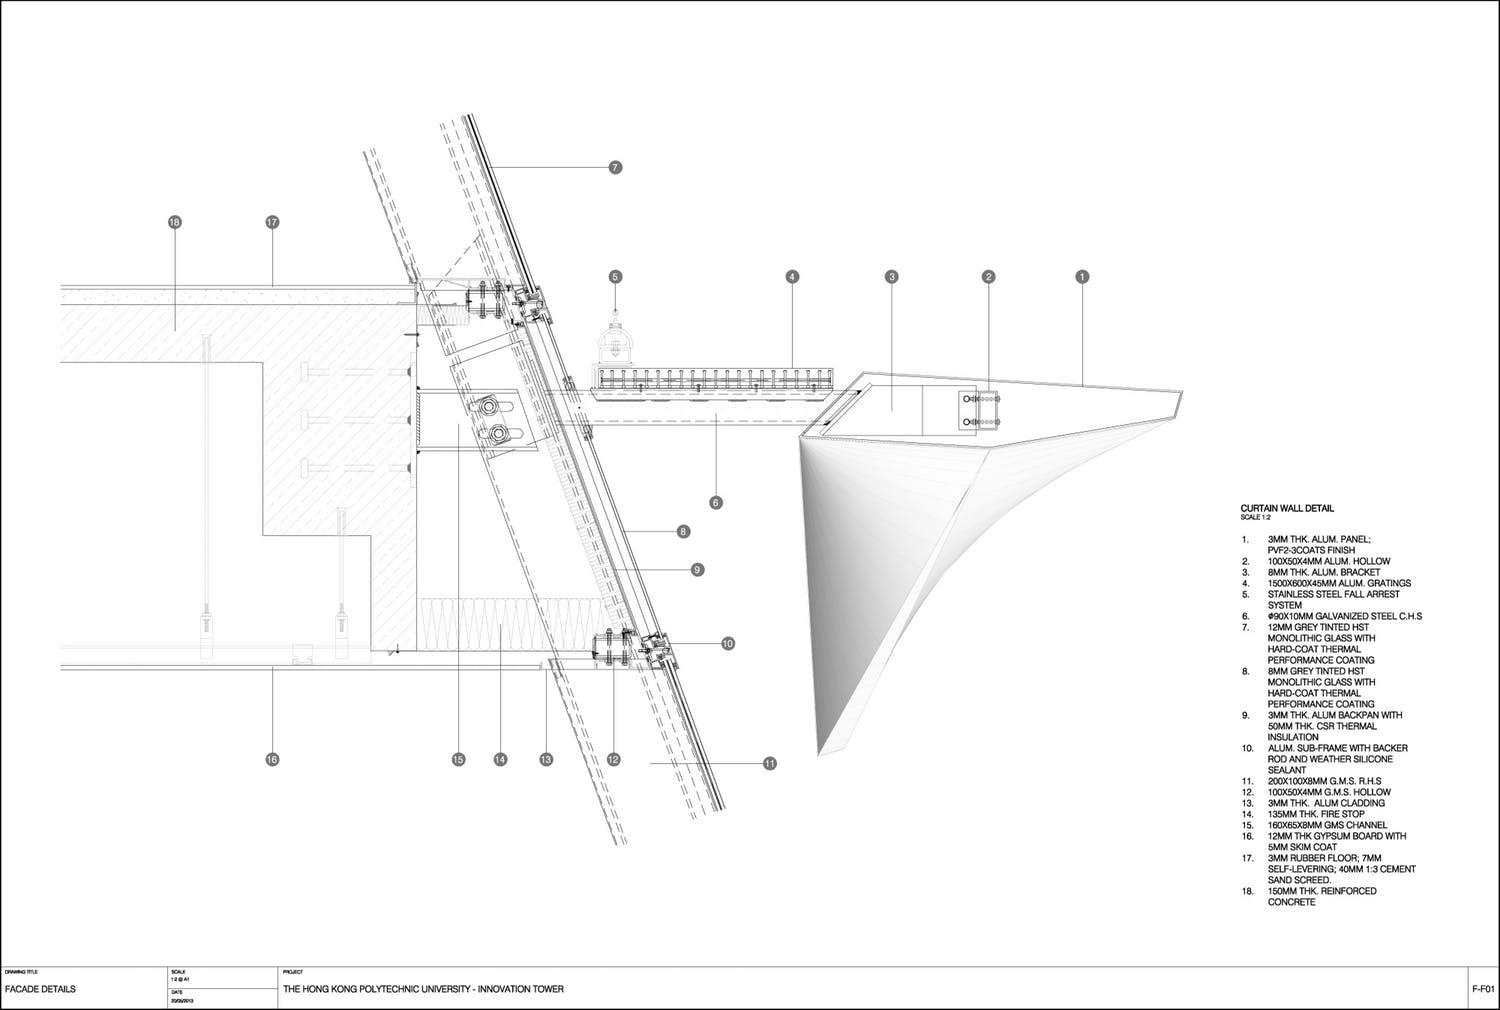 7
18
17
5
4
3
2
1
6
8
9
10
16
15
14
13
12
11
CURTAIN WALL DETAIL
SCALE 1:2
1. 3MM THK. ALUM. PANEL;
PVF2-3COATS FINISH
2. 100X50X4MM ALUM. HOLLOW
3. 8MM THK. ALUM. BRACKET
4. 1500X600X45MM ALUM. GRATINGS
5. STAINLESS STEEL FALL ARREST
SYSTEM
6. ø90X10MM GALVANIZED STEEL C.H.S
7. 12MM GREY TINTED HST
MONOLITHIC GLASS WITH
HARD-COAT THERMAL
PERFORMANCE COATING
8. 8MM GREY TINTED HST
MONOLITHIC GLASS WITH
HARD-COAT THERMAL
PERFORMANCE COATING
9. 3MM THK. ALUM BACKPAN WITH
50MM THK. CSR THERMAL
INSULATION
10. ALUM. SUB-FRAME WITH BACKER
ROD AND WEATHER SILICONE
SEALANT
11. 200X100X8MM G.M.S. R.H.S
12. 100X50X4MM G.M.S. HOLLOW
13. 3MM THK. ALUM CLADDING
14. 135MM THK. FIRE STOP
15. 160X65X8MM GMS CHANNEL
16. 12MM THK GYPSUM BOARD WITH
5MM SKIM COAT
17. 3MM RUBBER FLOOR; 7MM
SELF-LEVERING; 40MM 1:3 CEMENT
SAND SCREED.
18. 150MM THK. REINFORCED
CONCRETE
DRAWING TITLE
FACADE DETAILS
SCALE
1:2 @ A1
DATE
20/05/2013
PROJECT
THE HONG KONG POLYTECHNIC UNIVERSITY - INNOVATION TOWER
F-F01